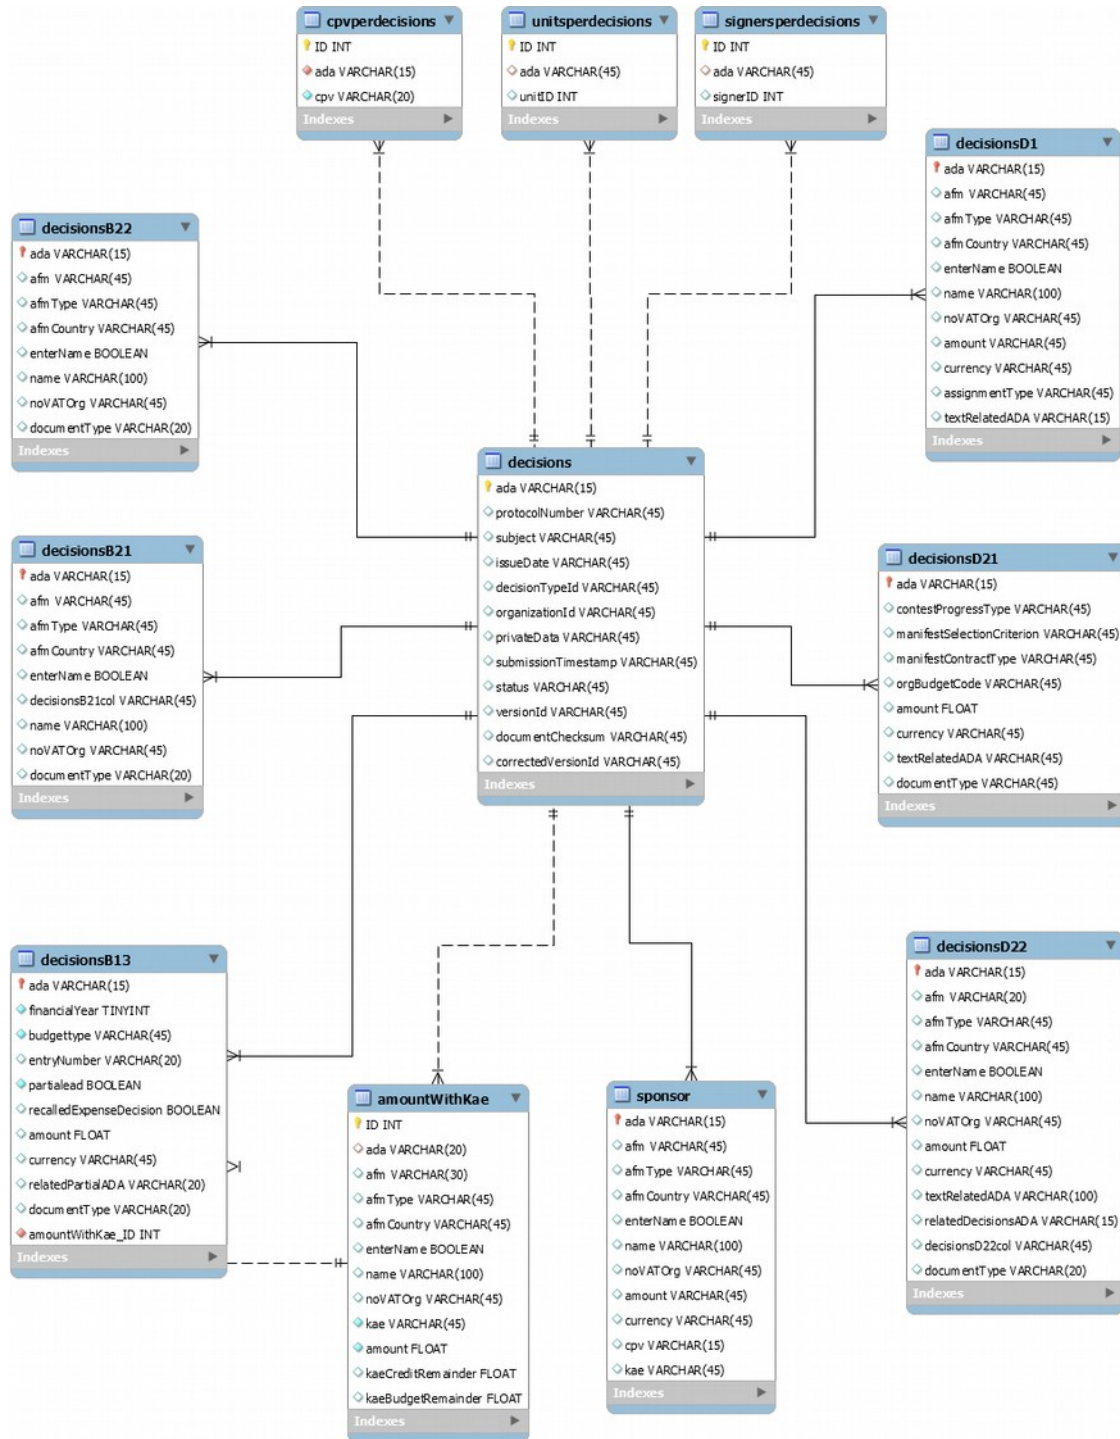 cpvperdecisions
ID INT
ada VARCHAR(15)
cpv VARCHAR(20)
Indexes
unitsperdecisions
ID INT
ada VARCHAR(45)
unitID INT
Indexes
signersperdecisions
ID INT
ada VARCHAR(45)
signerID INT
Indexes
decisionsD1
ada VARCHAR(15)
afm VARCHAR(45)
afmType VARCHAR(45)
afmCountry VARCHAR(45)
enterName BOOLEAN
name VARCHAR(100)
noVATOrg VARCHAR(45)
amount VARCHAR(45)
currency VARCHAR(45)
assignmentType VARCHAR(45)
textRelatedADA VARCHAR(15)
Indexes
decisionsB22
ada VARCHAR(15)
afm VARCHAR(45)
afmType VARCHAR(45)
afmCountry VARCHAR(45)
enterName BOOLEAN
name VARCHAR(100)
noVATOrg VARCHAR(45)
documentType VARCHAR(20)
Indexes
decisions
ada VARCHAR(15)
protocolNumber VARCHAR(45)
subject VARCHAR(45)
issueDate VARCHAR(45)
decisionTypeId VARCHAR(45)
organizationId VARCHAR(45)
privateData VARCHAR(45)
submissionTimestamp VARCHAR(45)
status VARCHAR(45)
versionId VARCHAR(45)
documentChecksum VARCHAR(45)
correctedVersionId VARCHAR(45)
Indexes
decisionsB21
ada VARCHAR(15)
afm VARCHAR(45)
afmType VARCHAR(45)
afmCountry VARCHAR(45)
enterName BOOLEAN
decisionsB21col VARCHAR(45)
name VARCHAR(100)
noVATOrg VARCHAR(45)
documentType VARCHAR(20)
Indexes
decisionsD21
ada VARCHAR(15)
contestProgressType VARCHAR(45)
manifestSelectionCriterion VARCHAR(45)
manifestContractType VARCHAR(45)
orgBudgetCode VARCHAR(45)
amount FLOAT
currency VARCHAR(45)
textRelatedADA VARCHAR(45)
documentType VARCHAR(45)
Indexes
decisionsB13
ada VARCHAR(15)
financialYear TINYINT
budgettype VARCHAR(45)
entryNumber VARCHAR(20)
partialead BOOLEAN
recalledExpenseDecision BOOLEAN
amount FLOAT
currency VARCHAR(45)
relatedPartialADA VARCHAR(20)
documentType VARCHAR(20)
amountWithKae_ID INT
Indexes
decisionsD22
ada VARCHAR(15)
afm VARCHAR(20)
afmType VARCHAR(45)
afmCountry VARCHAR(45)
enterName BOOLEAN
name VARCHAR(100)
noVATOrg VARCHAR(45)
amount FLOAT
currency VARCHAR(45)
textRelatedADA VARCHAR(100)
relatedDecisionsADA VARCHAR(15)
decisionsD22col VARCHAR(45)
documentType VARCHAR(20)
Indexes
amountWithKae
ID INT
ada VARCHAR(20)
afm VARCHAR(30)
afmType VARCHAR(45)
afmCountry VARCHAR(45)
enterName BOOLEAN
name VARCHAR(100)
noVATOrg VARCHAR(45)
kae VARCHAR(45)
amount FLOAT
kaeCreditRemainder FLOAT
kaeBudgetRemainder FLOAT
Indexes
sponsor
ada VARCHAR(15)
afm VARCHAR(45)
afmType VARCHAR(45)
afmCountry VARCHAR(45)
enterName BOOLEAN
name VARCHAR(100)
noVATOrg VARCHAR(45)
amount VARCHAR(45)
currency VARCHAR(45)
cpv VARCHAR(15)
kae VARCHAR(45)
Indexes